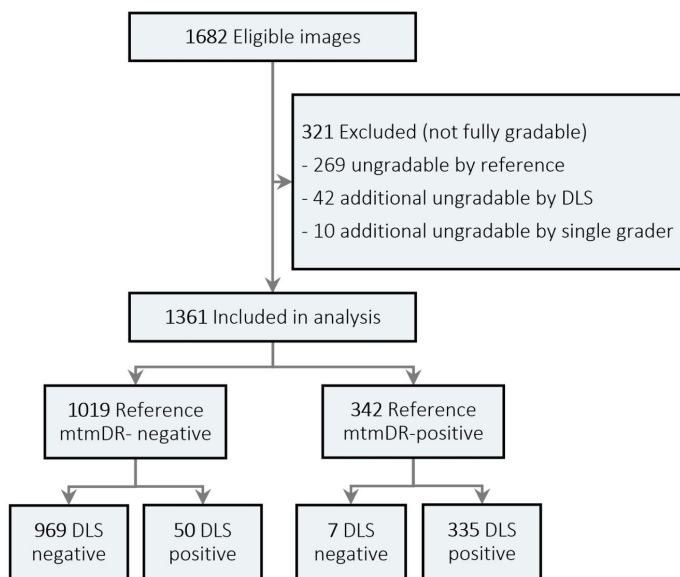 1682 Eligible images
321 Excluded (not fully gradable)
- 269 ungradable by reference
- 42 additional ungradable by DLS
- 10 additional ungradable by single grader
1361 Included in analysis
1019 Reference
mtmDR- negative
342 Reference
mtmDR-positive
969 DLS
negative
50 DLS
positive
7 DLS
negative
335 DLS
positive